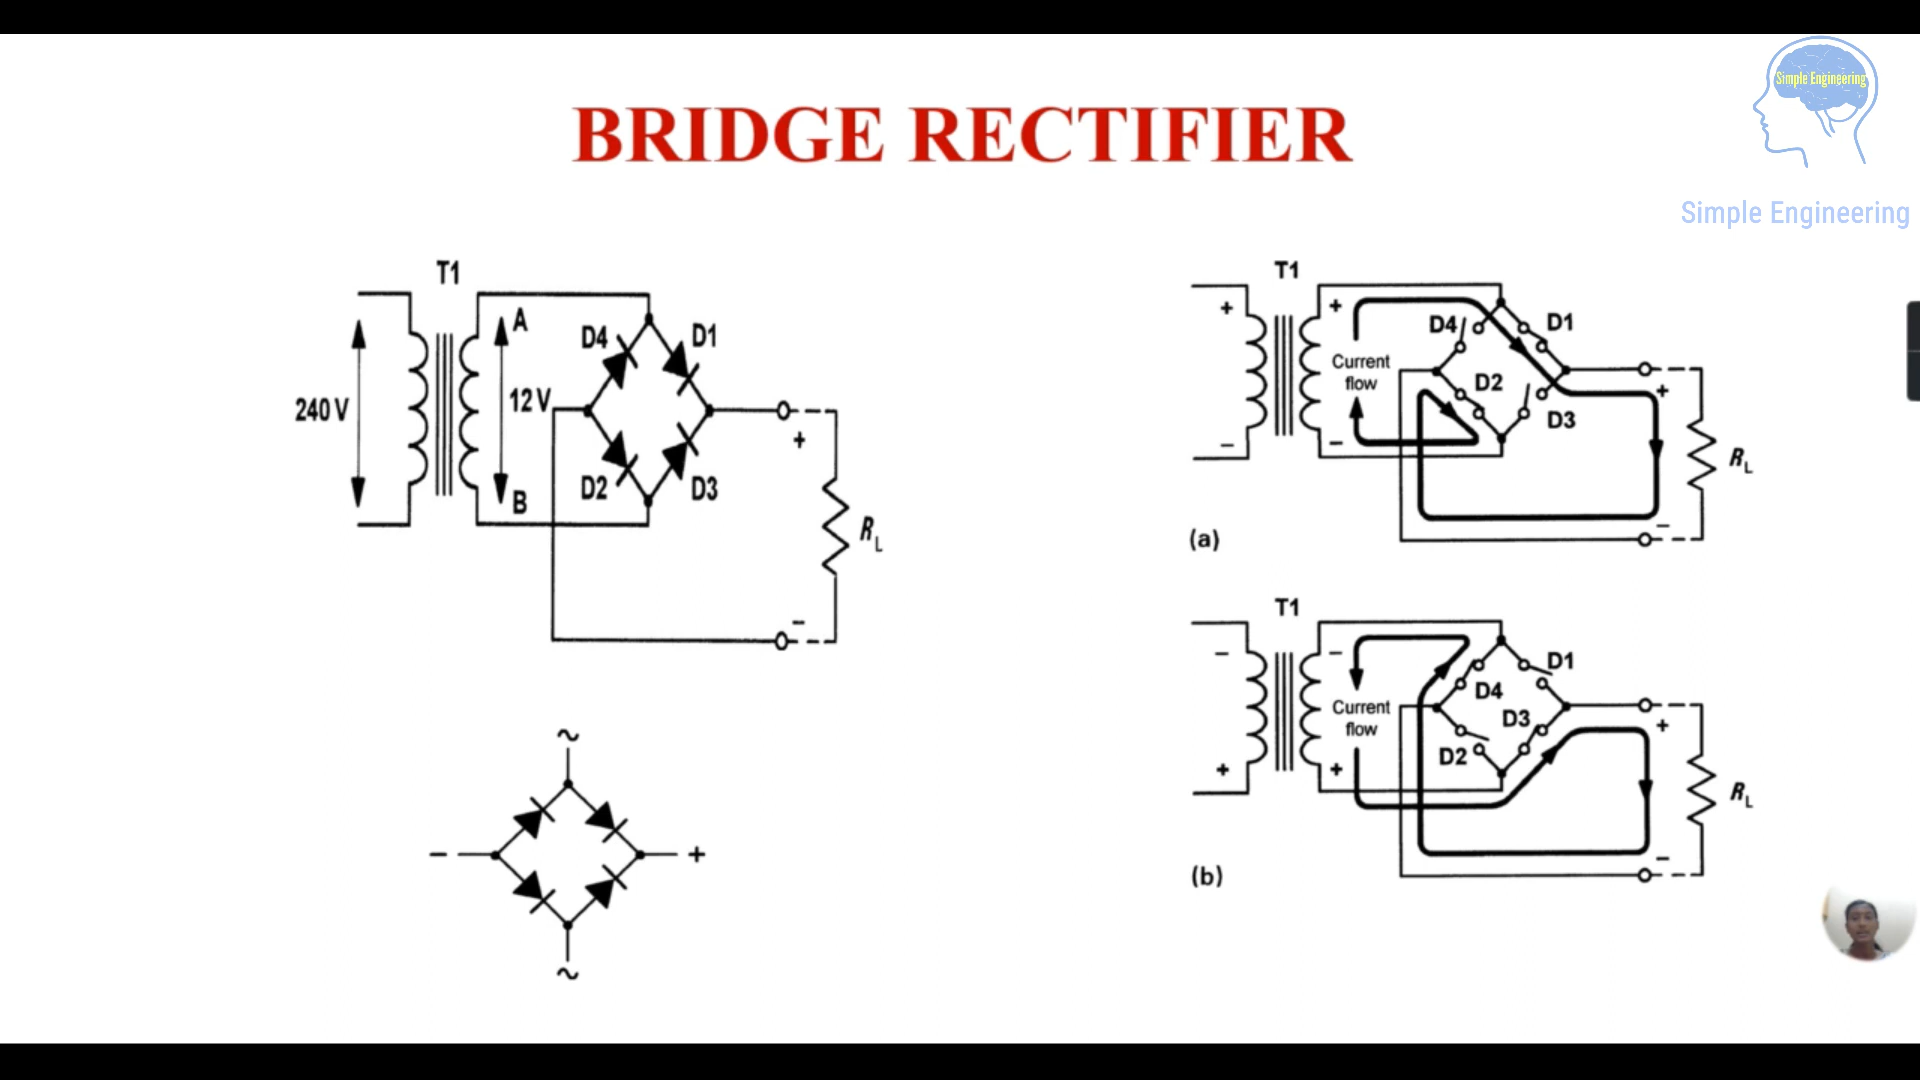 Simple Engineering
BRIDGE RECTIFIER
Simple Engineering
T1
A
D4
D1
240 V
12 V
+
D2
D3
B
RL
−
~
−
+
~
T1
+
+
D4
D1
Current
flow
D2
+
D3
−
−
RL
−
(a)
T1
−
−
D1
D4
Current
flow
D3
+
D2
+
+
RL
−
(b)